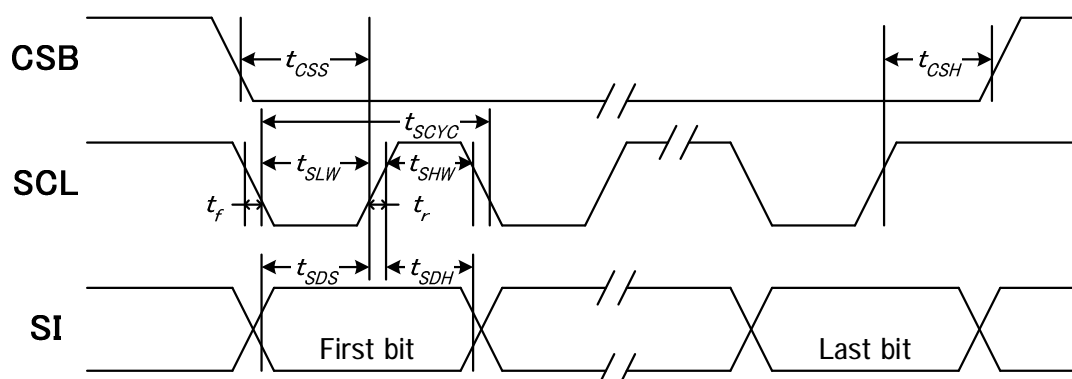 CSB
tCSS
tCSH
tSCYC
SCL
tSLW
tSHW
tf
tr
tSDS
tSDH
SI
First bit
Last bit